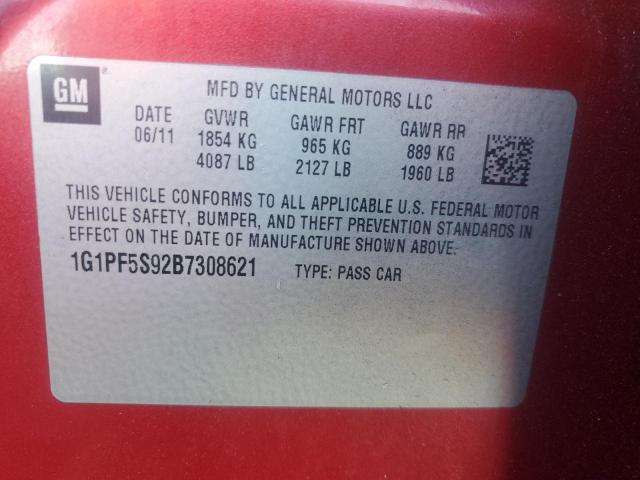 GM
MFD BY GENERAL MOTORS LLC
DATE GVWR GAWR FRT GAWR RR
06/11 1854 KG 965 KG 889 KG
4087 LB 2127 LB 1960 LB
THIS VEHICLE CONFORMS TO ALL APPLICABLE U.S. FEDERAL MOTOR
VEHICLE SAFETY, BUMPER, AND THEFT PREVENTION STANDARDS IN
EFFECT ON THE DATE OF MANUFACTURE SHOWN ABOVE.
1G1PF5S92B7308621 TYPE: PASS CAR